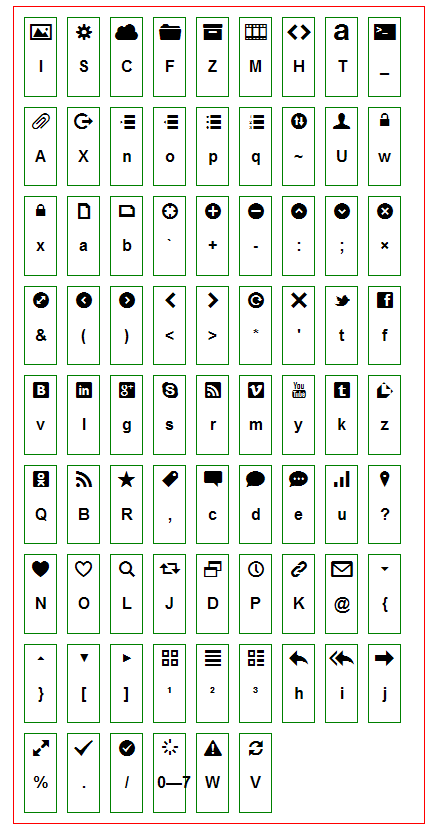 I S C F Z M H T _
A X n o p q ~ U w
x a b ` + - : ; ×
& ( ) < > * ' t f
v l g s r m y k z
Q B R , c d e u ?
N O L J D P K @ {
} [ ] ¹ ² ³ h i j
% . / 0—7 W V